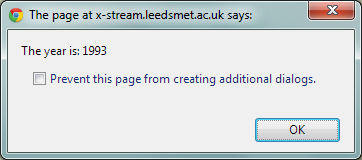 The page at x-stream.leedsmet.ac.uk says:
The year is: 1993
Prevent this page from creating additional dialogs.
OK